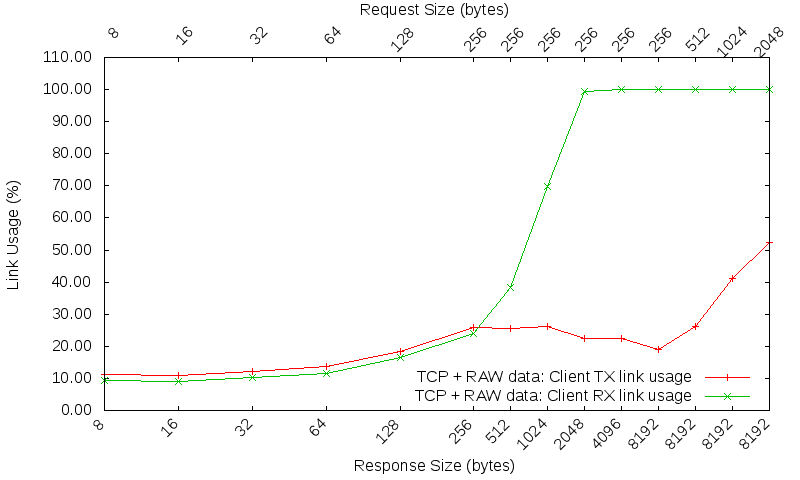 Request Size (bytes)
8 16 32 64 128 256 256 256 256 256 256 512 1024 2048
110.00
100.00
90.00
80.00
70.00
60.00
50.00
40.00
30.00
20.00
10.00
0.00
Link Usage (%)
TCP + RAW data: Client TX link usage
TCP + RAW data: Client RX link usage
8 16 32 64 128 256 512 1024 2048 4096 8192 8192 8192 8192
Response Size (bytes)